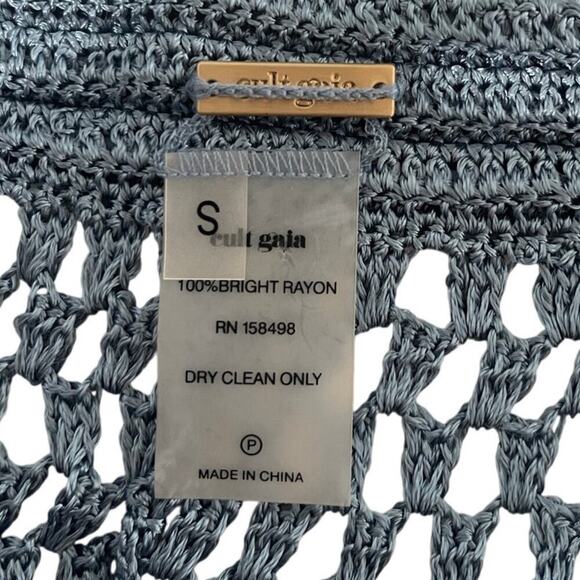 cult gaia
S
cult gaia
100%BRIGHT RAYON
RN 158498
DRY CLEAN ONLY
P
MADE IN CHINA